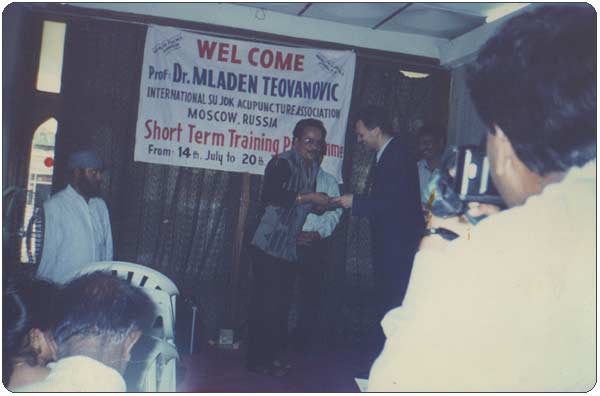 WEL COME
Prof: Dr. MLADEN TEOVANOVIC
INTERNATIONAL SU JOK ACUPUNCTURE ASSOCIATION
MOSCOW, RUSSIA
Short Term Training
From 14th. July to 20th